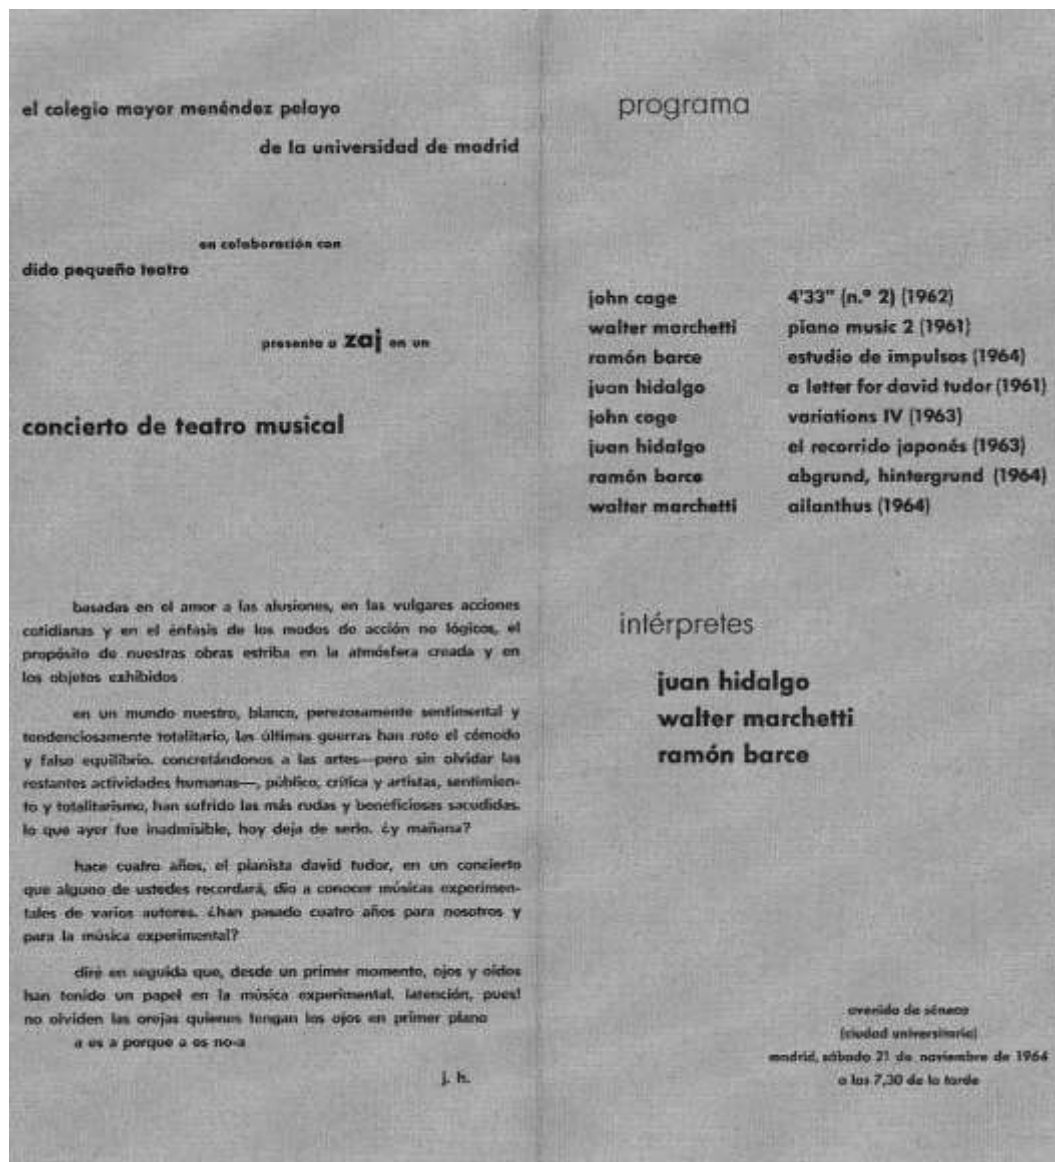 el colegio mayor menéndez pelayo
de la universidad de madrid
en colaboración con
dido pequeño teatro
presenta a zaj en un
concierto de teatro musical
basadas en el amor a las alusiones, en las vulgares acciones
cotidianas y en el énfasis de los modos de acción no lógicos, el
propósito de nuestras obras estriba en la atmósfera creada y en
los objetos exhibidos
en un mundo nuestro, blanco, perezosamente sentimental y
tendenciosamente totalitario, las últimas guerras han roto el cómodo
y falso equilibrio. concretándonos a las artes—pero sin olvidar las
restantes actividades humanas—, público, crítica y artistas, sentimien-
to y totalitarismo, han sufrido las más rudas y beneficiosas sacudidas.
lo que ayer fue inadmisible, hoy deja de serlo. ¿y mañana?
hace cuatro años, el pianista david tudor, en un concierto
que alguno de ustedes recordará, dio a conocer músicas experimen-
tales de varios autores. ¿han pasado cuatro años para nosotros y
para la música experimental?
diré en seguida que, desde un primer momento, ojos y oídos
han tenido un papel en la música experimental. ¡atención, pues!
no olviden las orejas quienes tengan los ojos en primer plano
a es a porque a es no-a
j. h.
programa
john cage 4'33" (n.º 2) (1962)
walter marchetti piano music 2 (1961)
ramón barce estudio de impulsos (1964)
juan hidalgo a letter for david tudor (1961)
john cage variations IV (1963)
juan hidalgo el recorrido japonés (1963)
ramón barce abgrund, hintergrund (1964)
walter marchetti ailanthus (1964)
intérpretes
juan hidalgo
walter marchetti
ramón barce
avenida de séneca
(ciudad universitaria)
madrid, sábado 21 de noviembre de 1964
a las 7,30 de la tarde